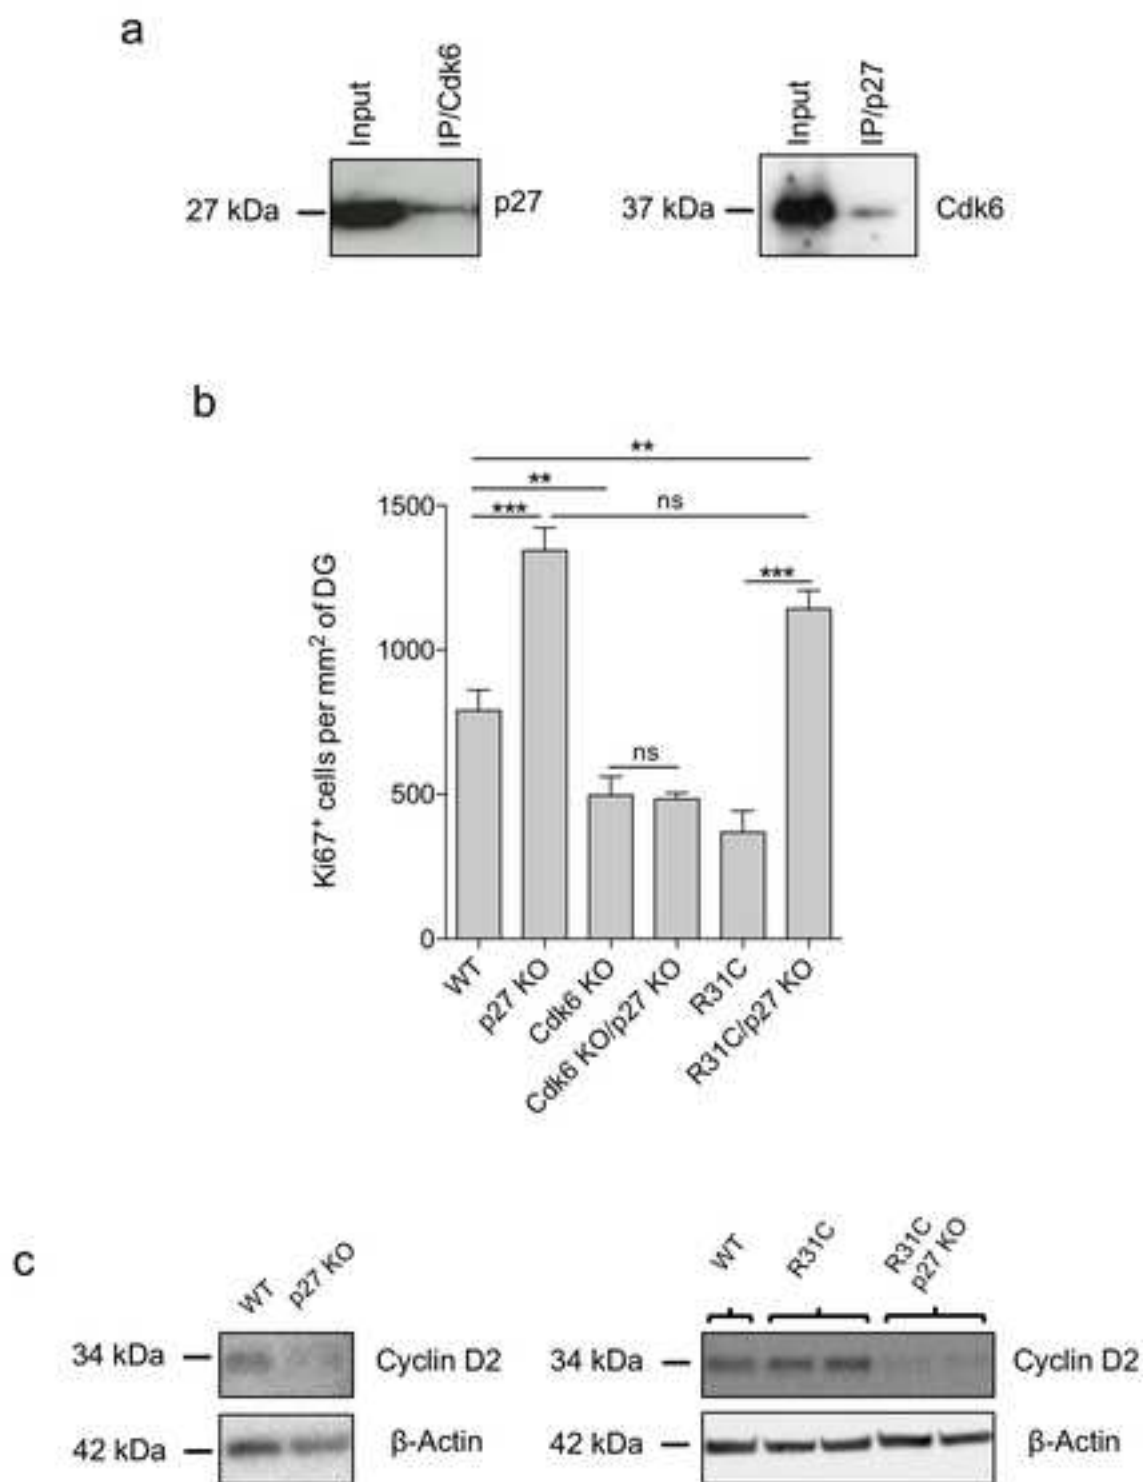 a
Input
IP/Cdk6
27 kDa
p27
Input
IP/p27
37 kDa
Cdk6
b
**
**
***
ns
***
ns
1500
1000
500
0
Ki67+ cells per mm2 of DG
WT
p27 KO
Cdk6 KO
Cdk6 KO/p27 KO
R31C
R31C/p27 KO
c
WT
p27 KO
34 kDa
Cyclin D2
42 kDa
β-Actin
WT
R31C
R31C
p27 KO
34 kDa
Cyclin D2
42 kDa
β-Actin